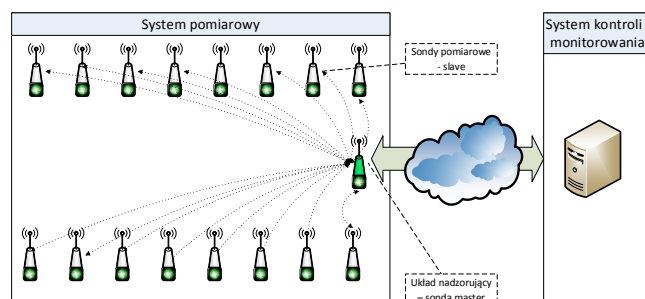 System pomiarowy
System kontroli i
monitorowania
Sondy pomiarowe
- slave
Układ nadzorujący
– sonda master